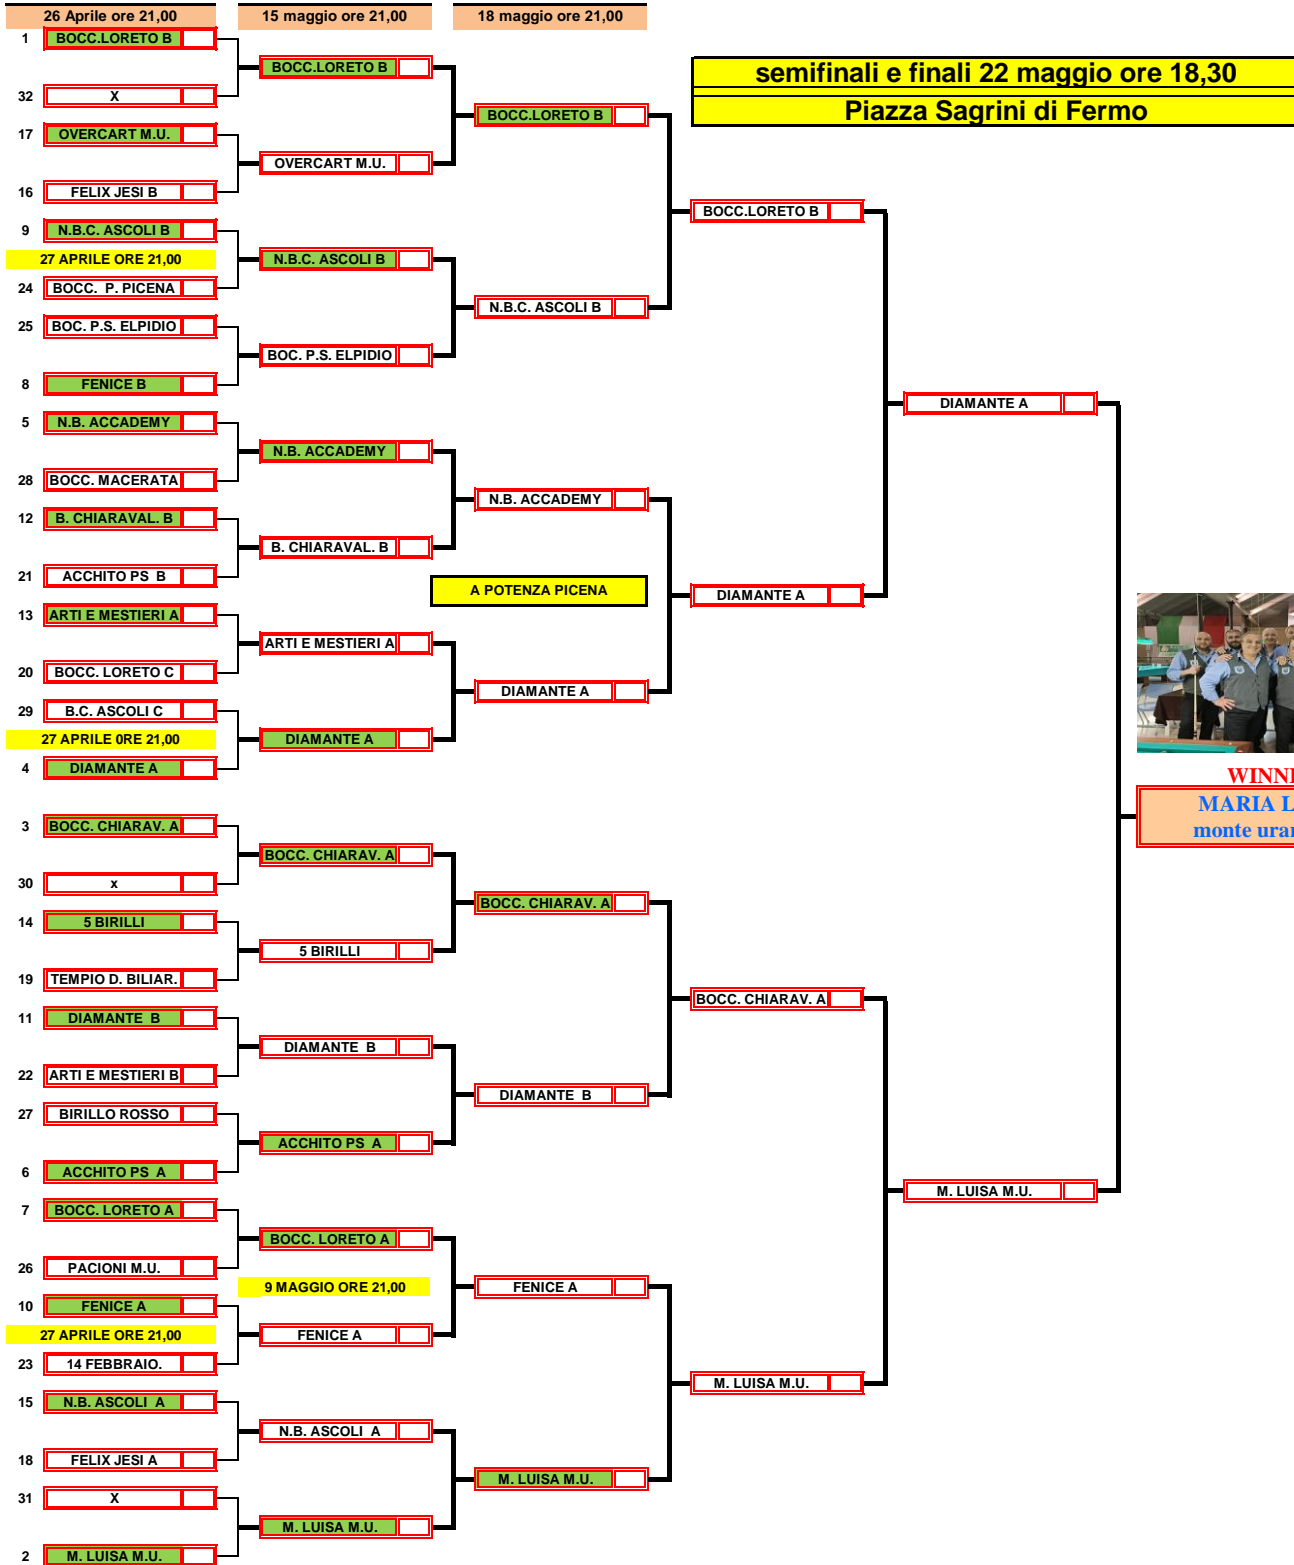 26 Aprile ore 21,00
15 maggio ore 21,00
18 maggio ore 21,00
semifinali e finali 22 maggio ore 18,30
Piazza Sagrini di Fermo
1 BOCC.LORETO B
32 X
17 OVERCART M.U.
16 FELIX JESI B
9 N.B.C. ASCOLI B
27 APRILE ORE 21,00
24 BOCC. P. PICENA
25 BOC. P.S. ELPIDIO
8 FENICE B
5 N.B. ACCADEMY
28 BOCC. MACERATA
12 B. CHIARAVAL. B
21 ACCHITO PS B
13 ARTI E MESTIERI A
20 BOCC. LORETO C
29 B.C. ASCOLI C
27 APRILE 0RE 21,00
4 DIAMANTE A
3 BOCC. CHIARAV. A
30 x
14 5 BIRILLI
19 TEMPIO D. BILIAR.
11 DIAMANTE B
22 ARTI E MESTIERI B
27 BIRILLO ROSSO
6 ACCHITO PS A
7 BOCC. LORETO A
26 PACIONI M.U.
10 FENICE A
27 APRILE ORE 21,00
23 14 FEBBRAIO.
15 N.B. ASCOLI A
18 FELIX JESI A
31 X
2 M. LUISA M.U.
BOCC.LORETO B
OVERCART M.U.
N.B.C. ASCOLI B
BOC. P.S. ELPIDIO
N.B. ACCADEMY
B. CHIARAVAL. B
ARTI E MESTIERI A
DIAMANTE A
BOCC. CHIARAV. A
5 BIRILLI
DIAMANTE B
ACCHITO PS A
BOCC. LORETO A
9 MAGGIO ORE 21,00
FENICE A
N.B. ASCOLI A
M. LUISA M.U.
BOCC.LORETO B
N.B.C. ASCOLI B
N.B. ACCADEMY
A POTENZA PICENA
DIAMANTE A
BOCC. CHIARAV. A
DIAMANTE B
FENICE A
M. LUISA M.U.
BOCC.LORETO B
DIAMANTE A
BOCC. CHIARAV. A
M. LUISA M.U.
DIAMANTE A
M. LUISA M.U.
WINN
MARIA L
monte ura